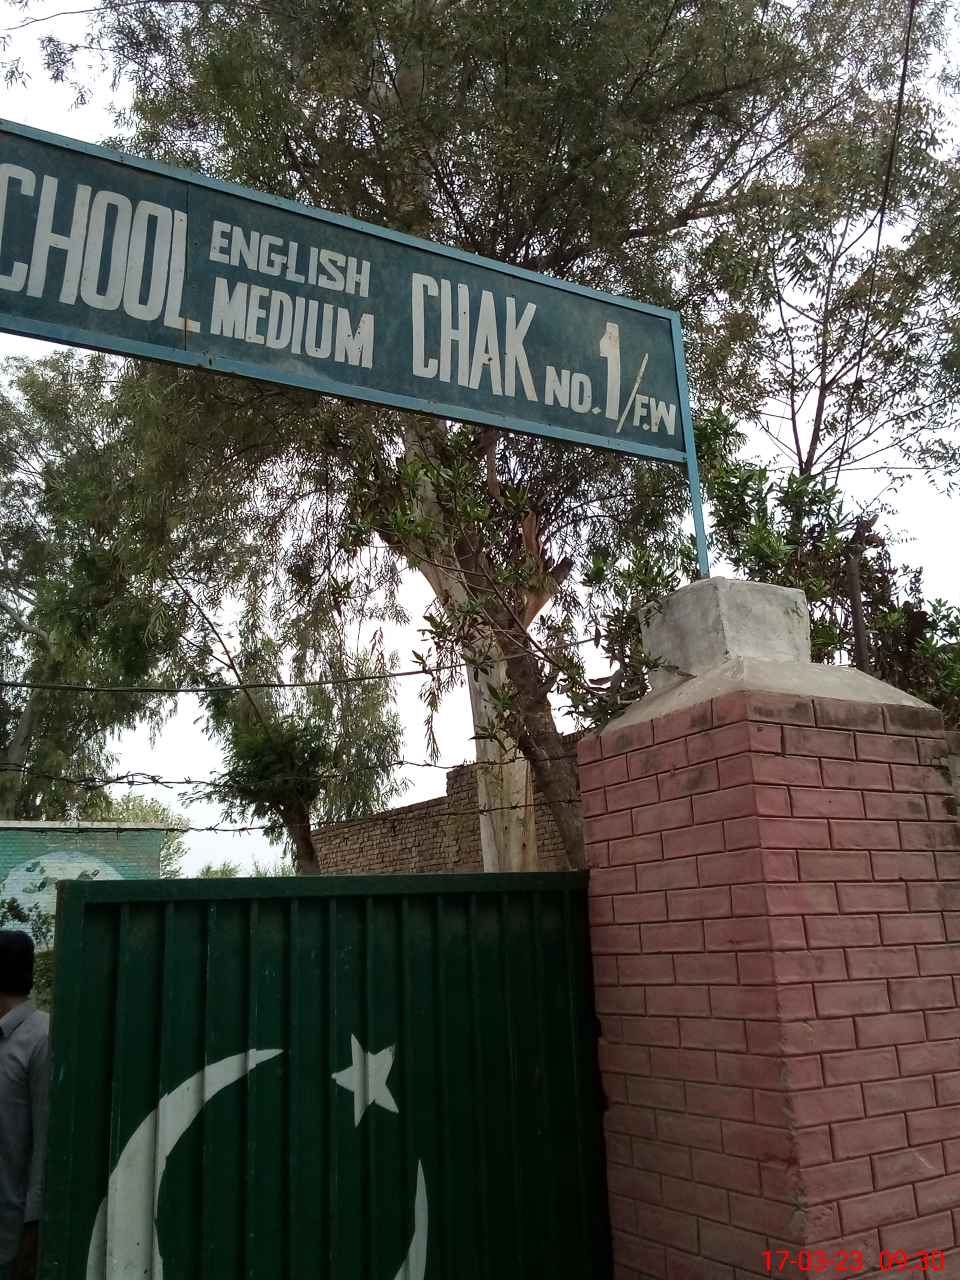 CHOOL ENGLISH MEDIUM CHAK NO.1/F.W
17-03-23 09:30